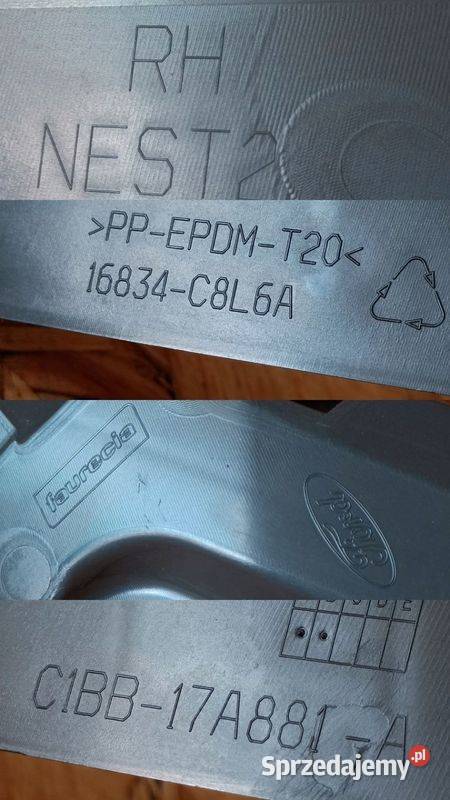 RH
NEST2
>PP-EPDM-T20<
16834-C8L6A
faurecia
Ford
E
C1BB-17A881-A
Sprzedajemy.pl